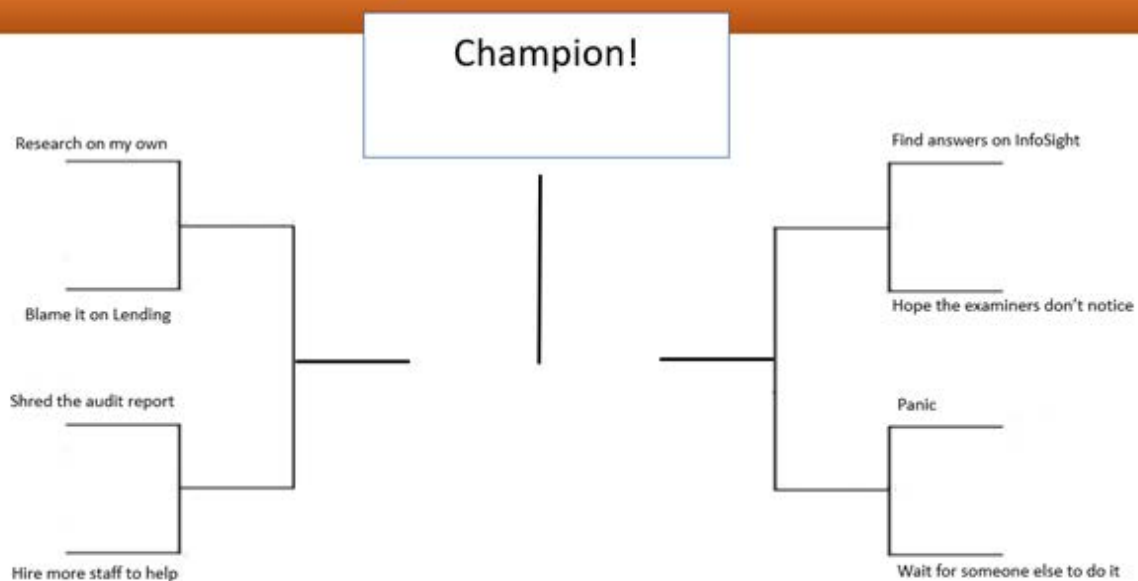 Champion!
Research on my own
Blame it on Lending
Shred the audit report
Hire more staff to help
Find answers on InfoSight
Hope the examiners don't notice
Panic
Wait for someone else to do it